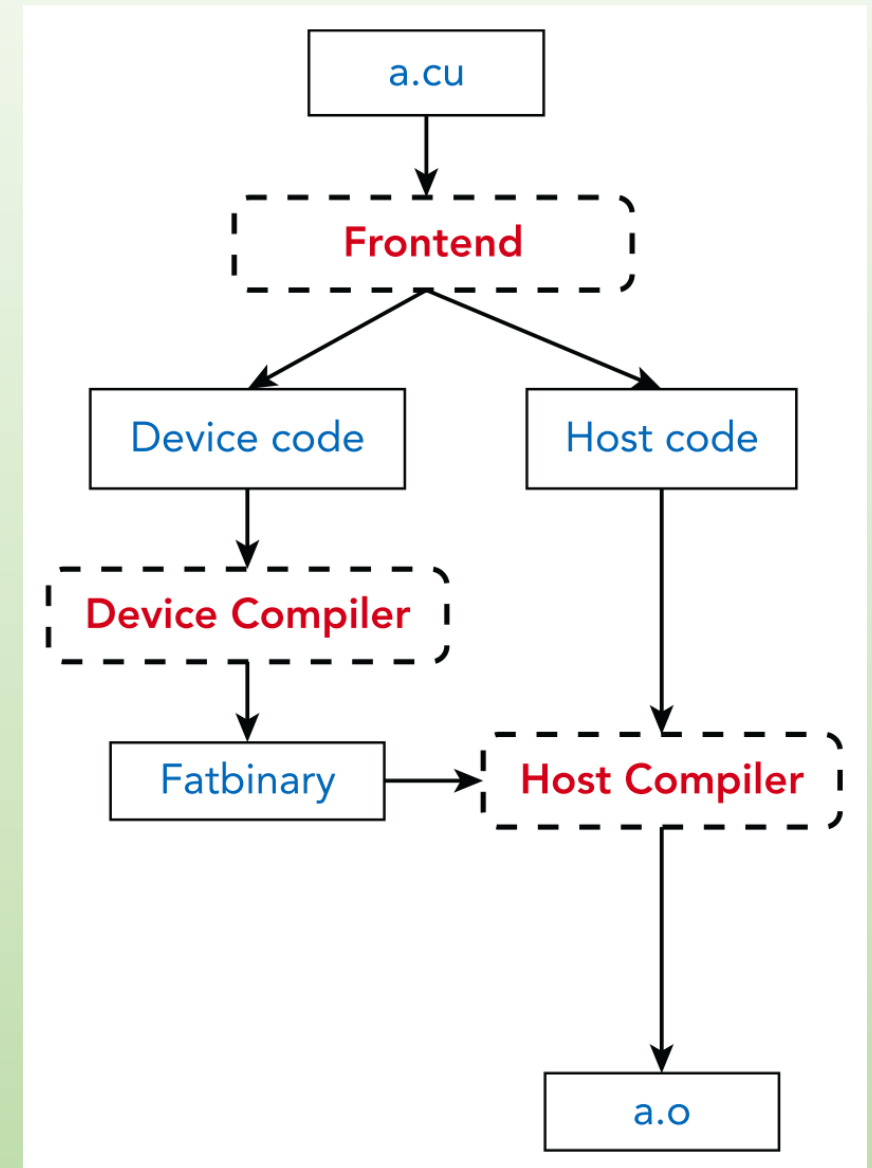 a.cu
Frontend
Device code
Host code
Device Compiler
Fatbinary
Host Compiler
a.o